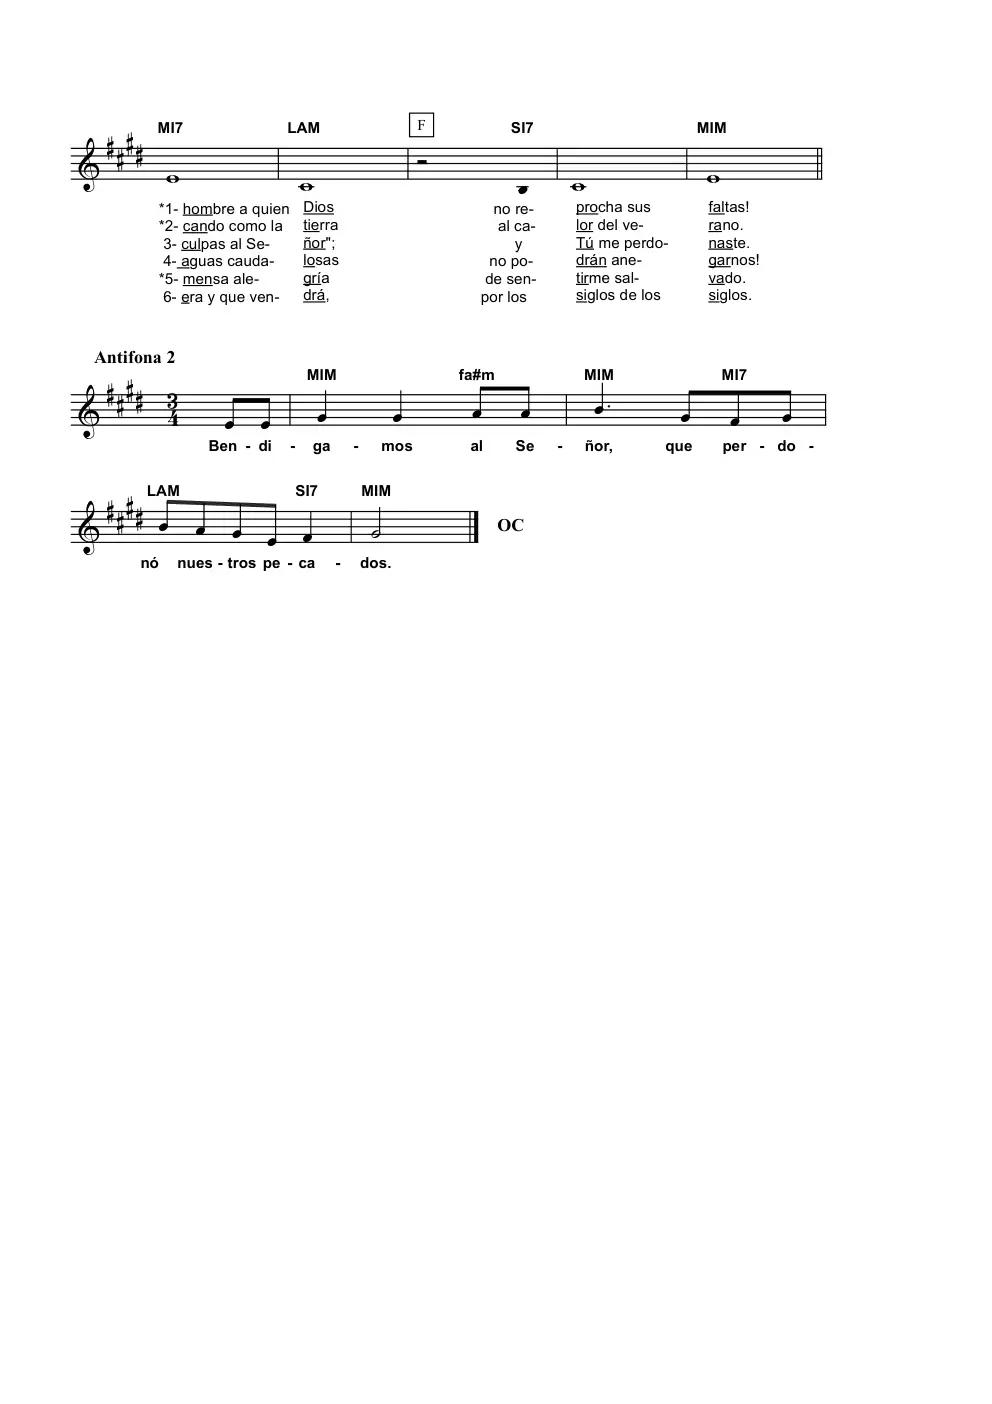 MI7 LAM F SI7 MIM
*1- hombre a quien Dios no re- procha sus faltas!
*2- cando como la tierra al ca- lor del ve- rano.
3- culpas al Se- ñor"; y Tú me perdo- naste.
4- aguas cauda- losas no po- drán ane- garnos!
*5- mensa ale- gría de sen- tirme sal- vado.
6- era y que ven- drá, por los siglos de los siglos.
Antifona 2
MIM fa#m MIM MI7
3
4
Ben - di - ga - mos al Se - ñor, que per - do -
LAM SI7 MIM
OC
nó nues - tros pe - ca - dos.